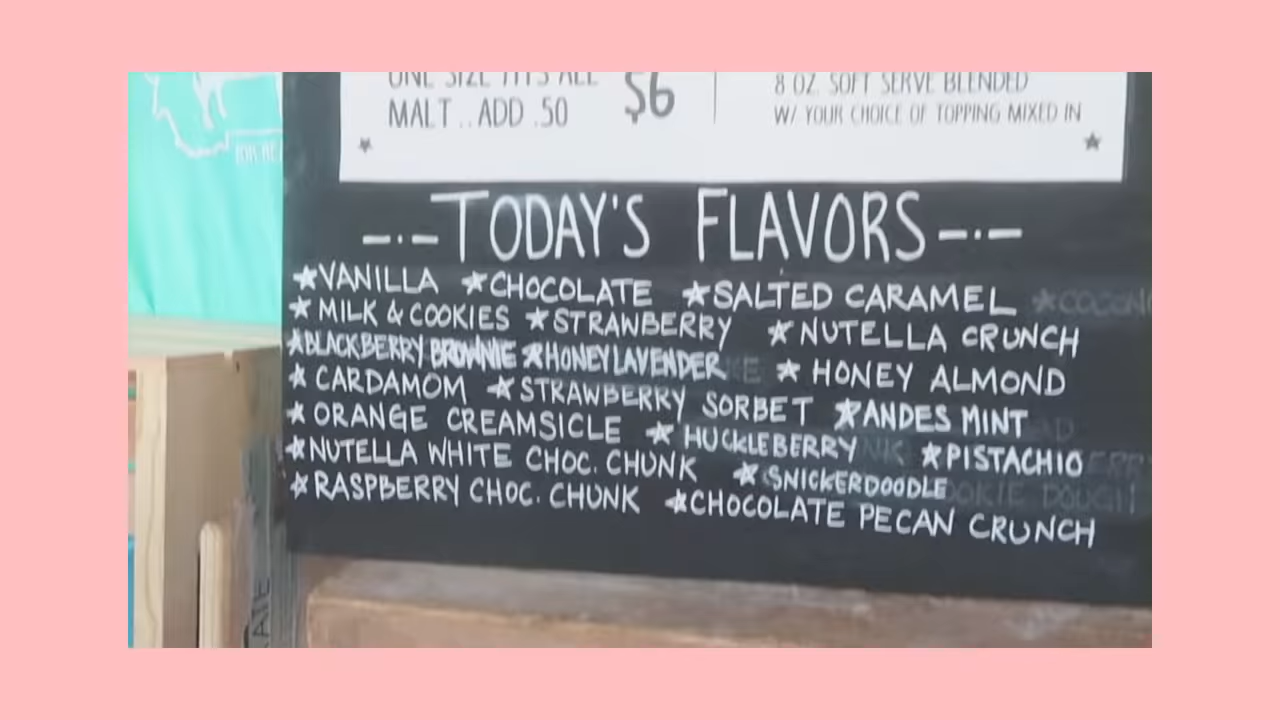 ONE SIZE FITS ALL $6
MALT .. ADD .50
8 OZ. SOFT SERVE BLENDED
W/ YOUR CHOICE OF TOPPING MIXED IN
TODAY'S FLAVORS
★VANILLA ★CHOCOLATE ★SALTED CARAMEL
★MILK & COOKIES ★STRAWBERRY ★NUTELLA CRUNCH
★BLACKBERRY BROWNIE ★HONEY LAVENDER ★HONEY ALMOND
★CARDAMOM ★STRAWBERRY SORBET ★ANDES MINT
★ORANGE CREAMSICLE ★HUCKLEBERRY ★PISTACHIO
★NUTELLA WHITE CHOC. CHUNK ★SNICKERDOODLE
★RASPBERRY CHOC. CHUNK ★CHOCOLATE PECAN CRUNCH